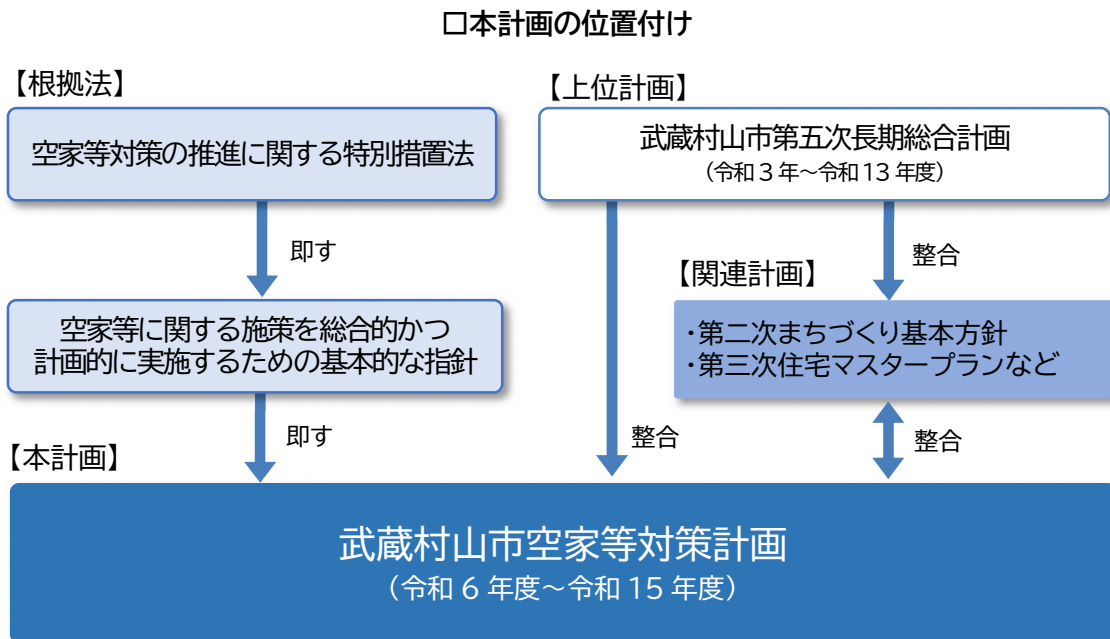 □本計画の位置付け
【根拠法】
空家等対策の推進に関する特別措置法
即す
空家等に関する施策を総合的かつ
計画的に実施するための基本的な指針
即す
【上位計画】
武蔵村山市第五次長期総合計画
（令和3年～令和13年度）
整合
【関連計画】
・第二次まちづくり基本方針
・第三次住宅マスタープランなど
整合
整合
【本計画】
武蔵村山市空家等対策計画
（令和6年度～令和15年度）